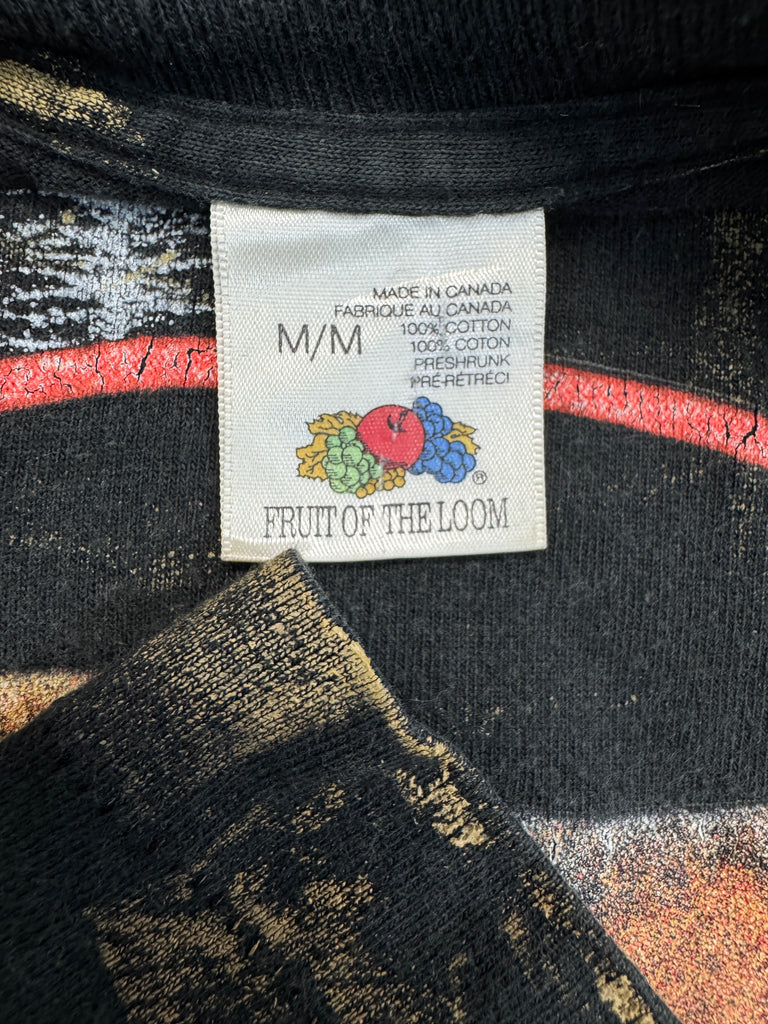 MADE IN CANADA
FABRIQUE AU CANADA
M/M
100% COTTON
100% COTON
PRESHRUNK
PRÉ-RÉTRÉCI
®
FRUIT OF THE LOOM